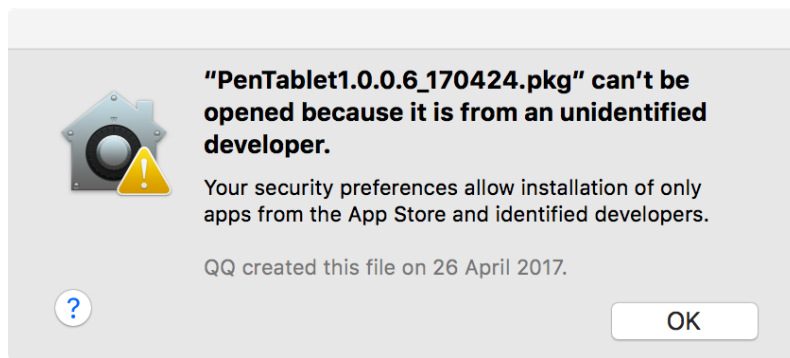 “PenTablet1.0.0.6_170424.pkg” can’t be
opened because it is from an unidentified
developer.
Your security preferences allow installation of only
apps from the App Store and identified developers.
QQ created this file on 26 April 2017.
?
OK